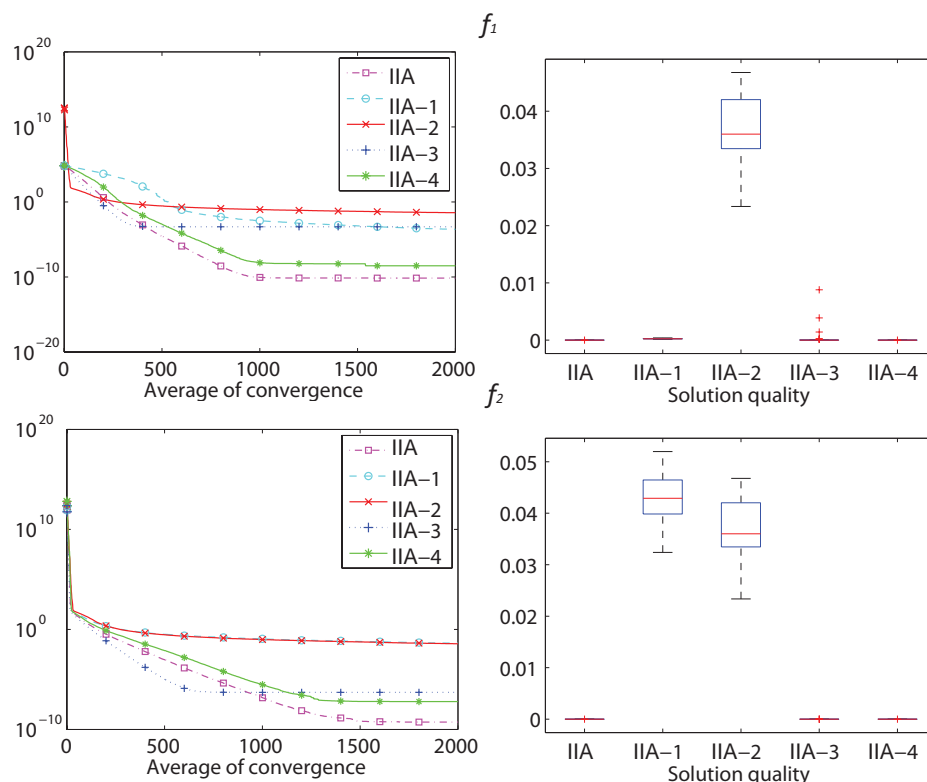 f1
10^20
10^10
10^0
10^-10
10^-20
0
500
1000
1500
2000
Average of convergence
IIA
IIA−1
IIA−2
IIA−3
IIA−4
0.04
0.03
0.02
0.01
0
IIA
IIA−1
IIA−2
IIA−3
IIA−4
Solution quality
f2
10^20
10^10
10^0
10^-10
0
500
1000
1500
2000
Average of convergence
IIA
IIA−1
IIA−2
IIA−3
IIA−4
0.05
0.04
0.03
0.02
0.01
0
IIA
IIA−1
IIA−2
IIA−3
IIA−4
Solution quality